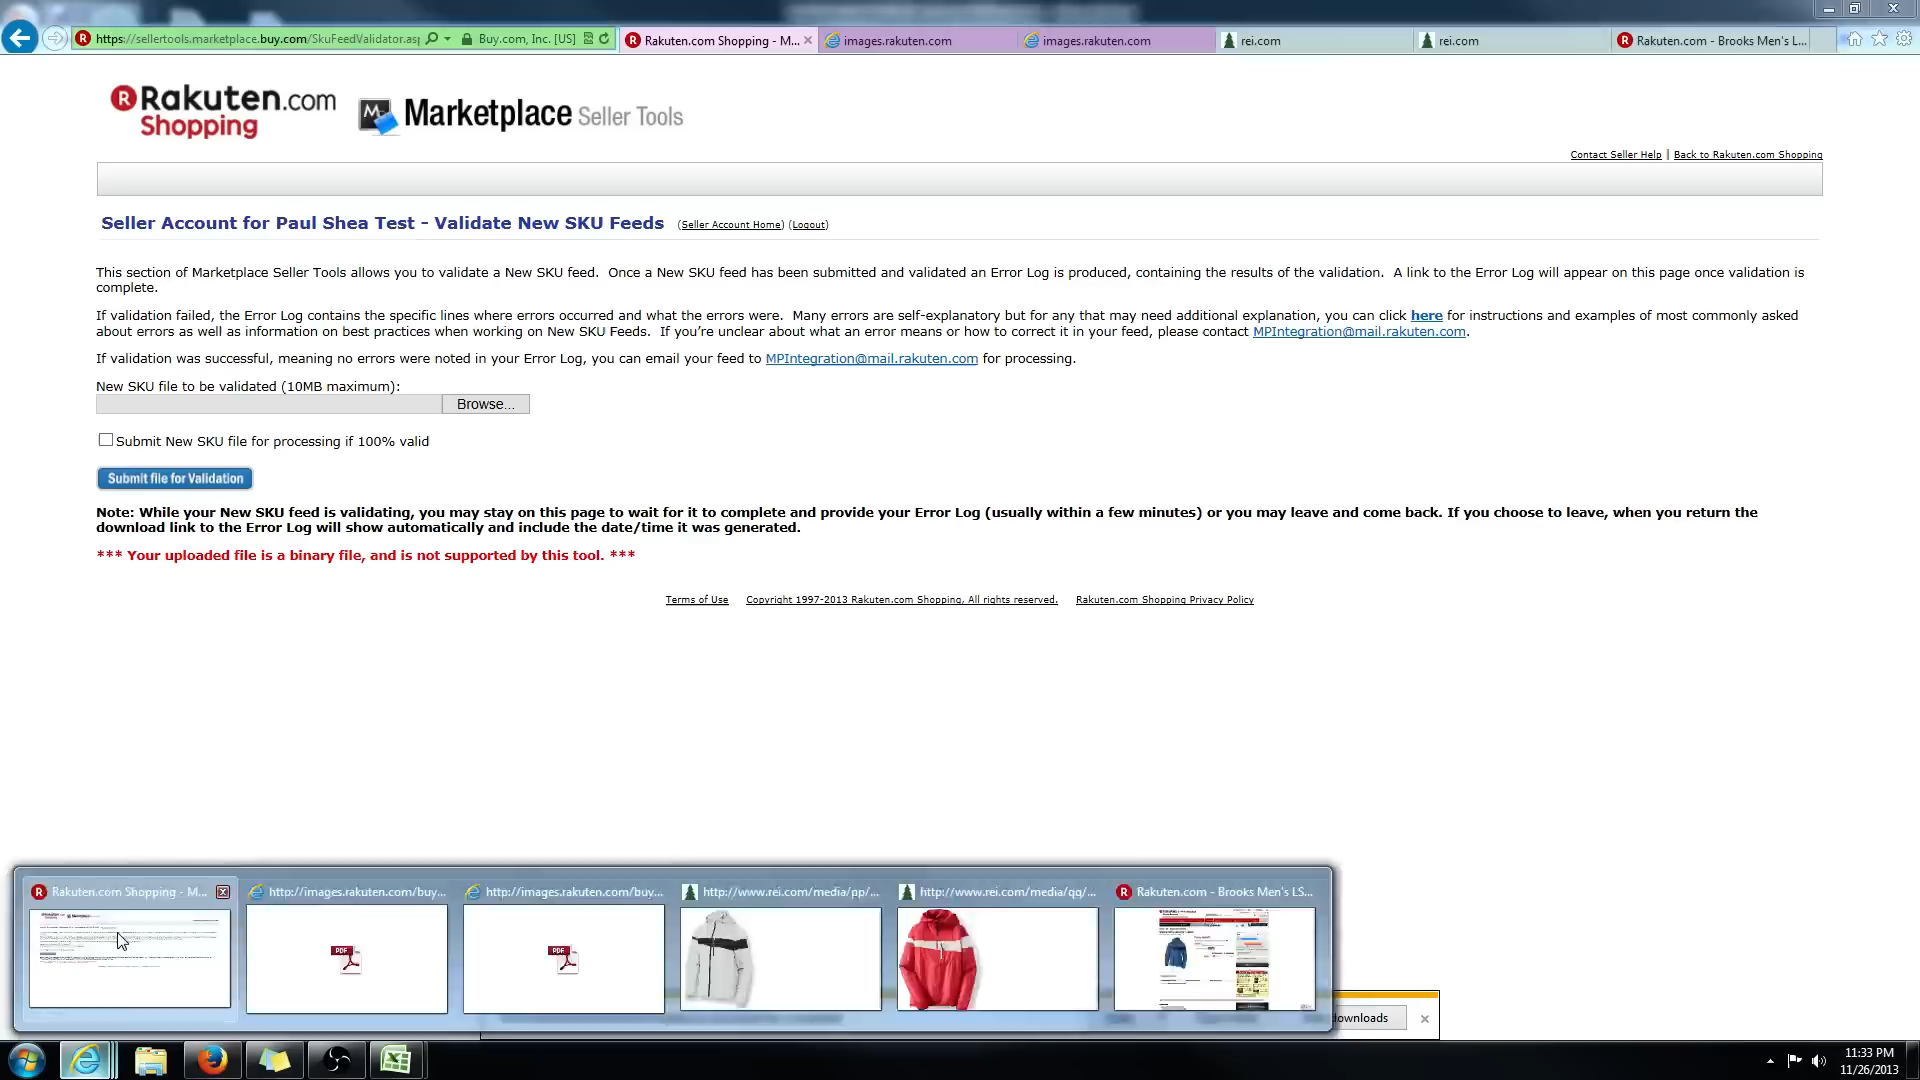 https://sellertools.marketplace.buy.com/SkuFeedValidator.asp
Buy.com, Inc. [US]
Rakuten.com Shopping - M...
images.rakuten.com
images.rakuten.com
rei.com
rei.com
Rakuten.com - Brooks Men's L...
Rakuten.com
Shopping
Marketplace Seller Tools
Contact Seller Help | Back to Rakuten.com Shopping
Seller Account for Paul Shea Test - Validate New SKU Feeds (Seller Account Home) (Logout)
This section of Marketplace Seller Tools allows you to validate a New SKU feed. Once a New SKU feed has been submitted and validated an Error Log is produced, containing the results of the validation. A link to the Error Log will appear on this page once validation is
complete.
If validation failed, the Error Log contains the specific lines where errors occurred and what the errors were. Many errors are self-explanatory but for any that may need additional explanation, you can click here for instructions and examples of most commonly asked
about errors as well as information on best practices when working on New SKU Feeds. If you're unclear about what an error means or how to correct it in your feed, please contact MPIntegration@mail.rakuten.com.
If validation was successful, meaning no errors were noted in your Error Log, you can email your feed to MPIntegration@mail.rakuten.com for processing.
New SKU file to be validated (10MB maximum):
Browse...
Submit New SKU file for processing if 100% valid
Submit file for Validation
Note: While your New SKU feed is validating, you may stay on this page to wait for it to complete and provide your Error Log (usually within a few minutes) or you may leave and come back. If you choose to leave, when you return the
download link to the Error Log will show automatically and include the date/time it was generated.
*** Your uploaded file is a binary file, and is not supported by this tool. ***
Terms of Use Copyright 1997-2013 Rakuten.com Shopping, All rights reserved. Rakuten.com Shopping Privacy Policy
Rakuten.com Shopping - M...
http://images.rakuten.com/buy...
http://images.rakuten.com/buy...
http://www.rei.com/media/pp/...
http://www.rei.com/media/qq/...
Rakuten.com - Brooks Men's LS...
PDF
PDF
downloads
11:33 PM
11/26/2013